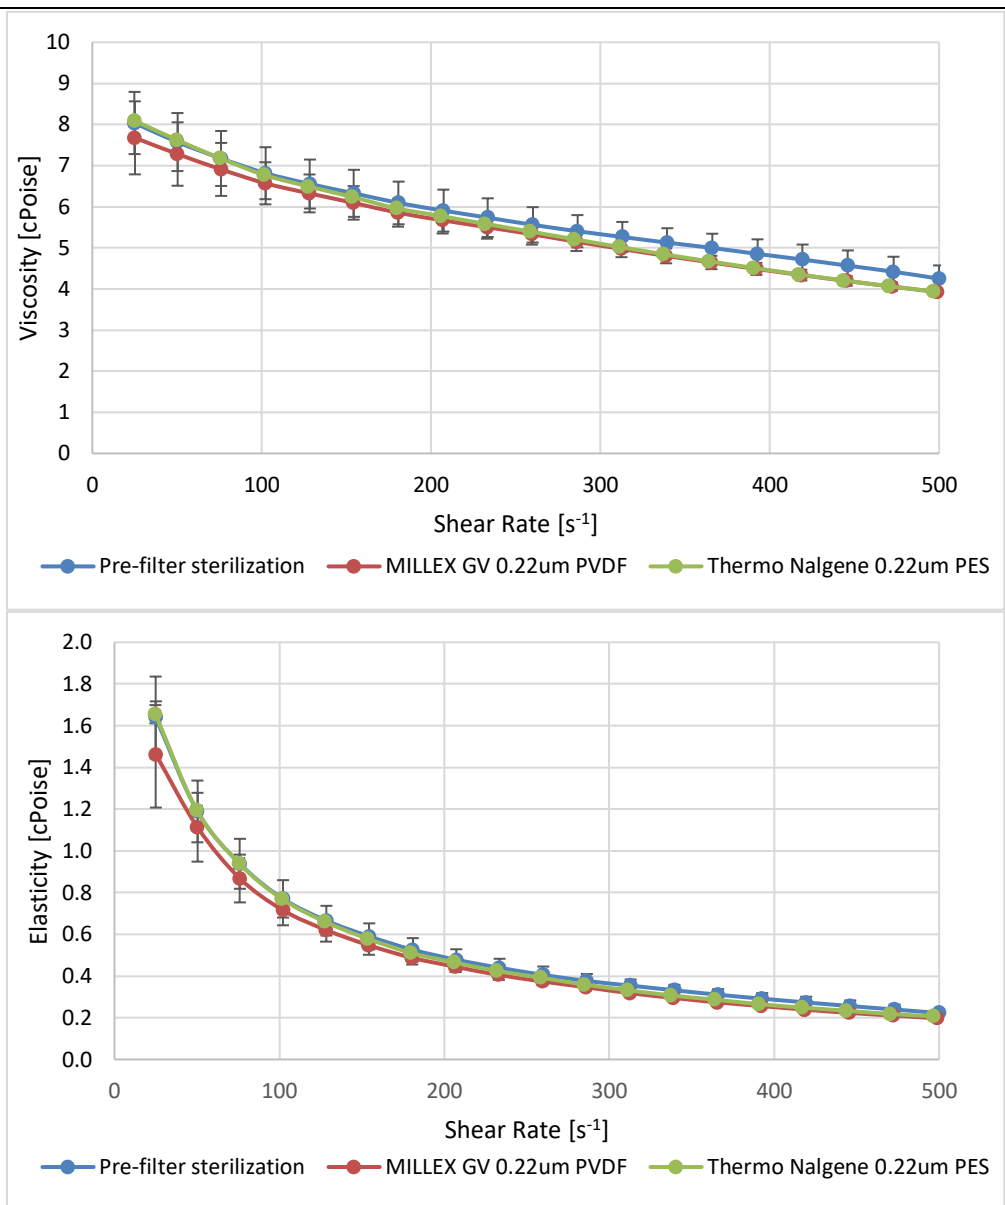 10
9
8
7
6
5
4
3
2
1
0
Viscosity [cPoise]
0 100 200 300 400 500
Shear Rate [s-1]
Pre-filter sterilization MILLEX GV 0.22um PVDF Thermo Nalgene 0.22um PES
2.0
1.8
1.6
1.4
1.2
1.0
0.8
0.6
0.4
0.2
0.0
Elasticity [cPoise]
0 100 200 300 400 500
Shear Rate [s-1]
Pre-filter sterilization MILLEX GV 0.22um PVDF Thermo Nalgene 0.22um PES